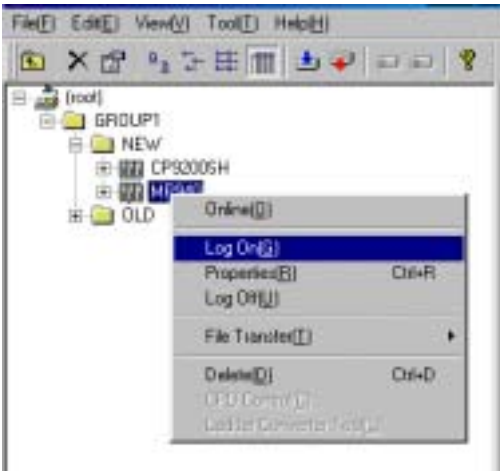 File(F) Edit(E) View(V) Tool(T) Help(H)
(root)
GROUP1
NEW
CP9200SH
OLD
Online(Q)
Log On(G)
Properties(R) Ctrl+R
Log Off(U)
File Transfer(T)
Delete(D) Ctrl+D